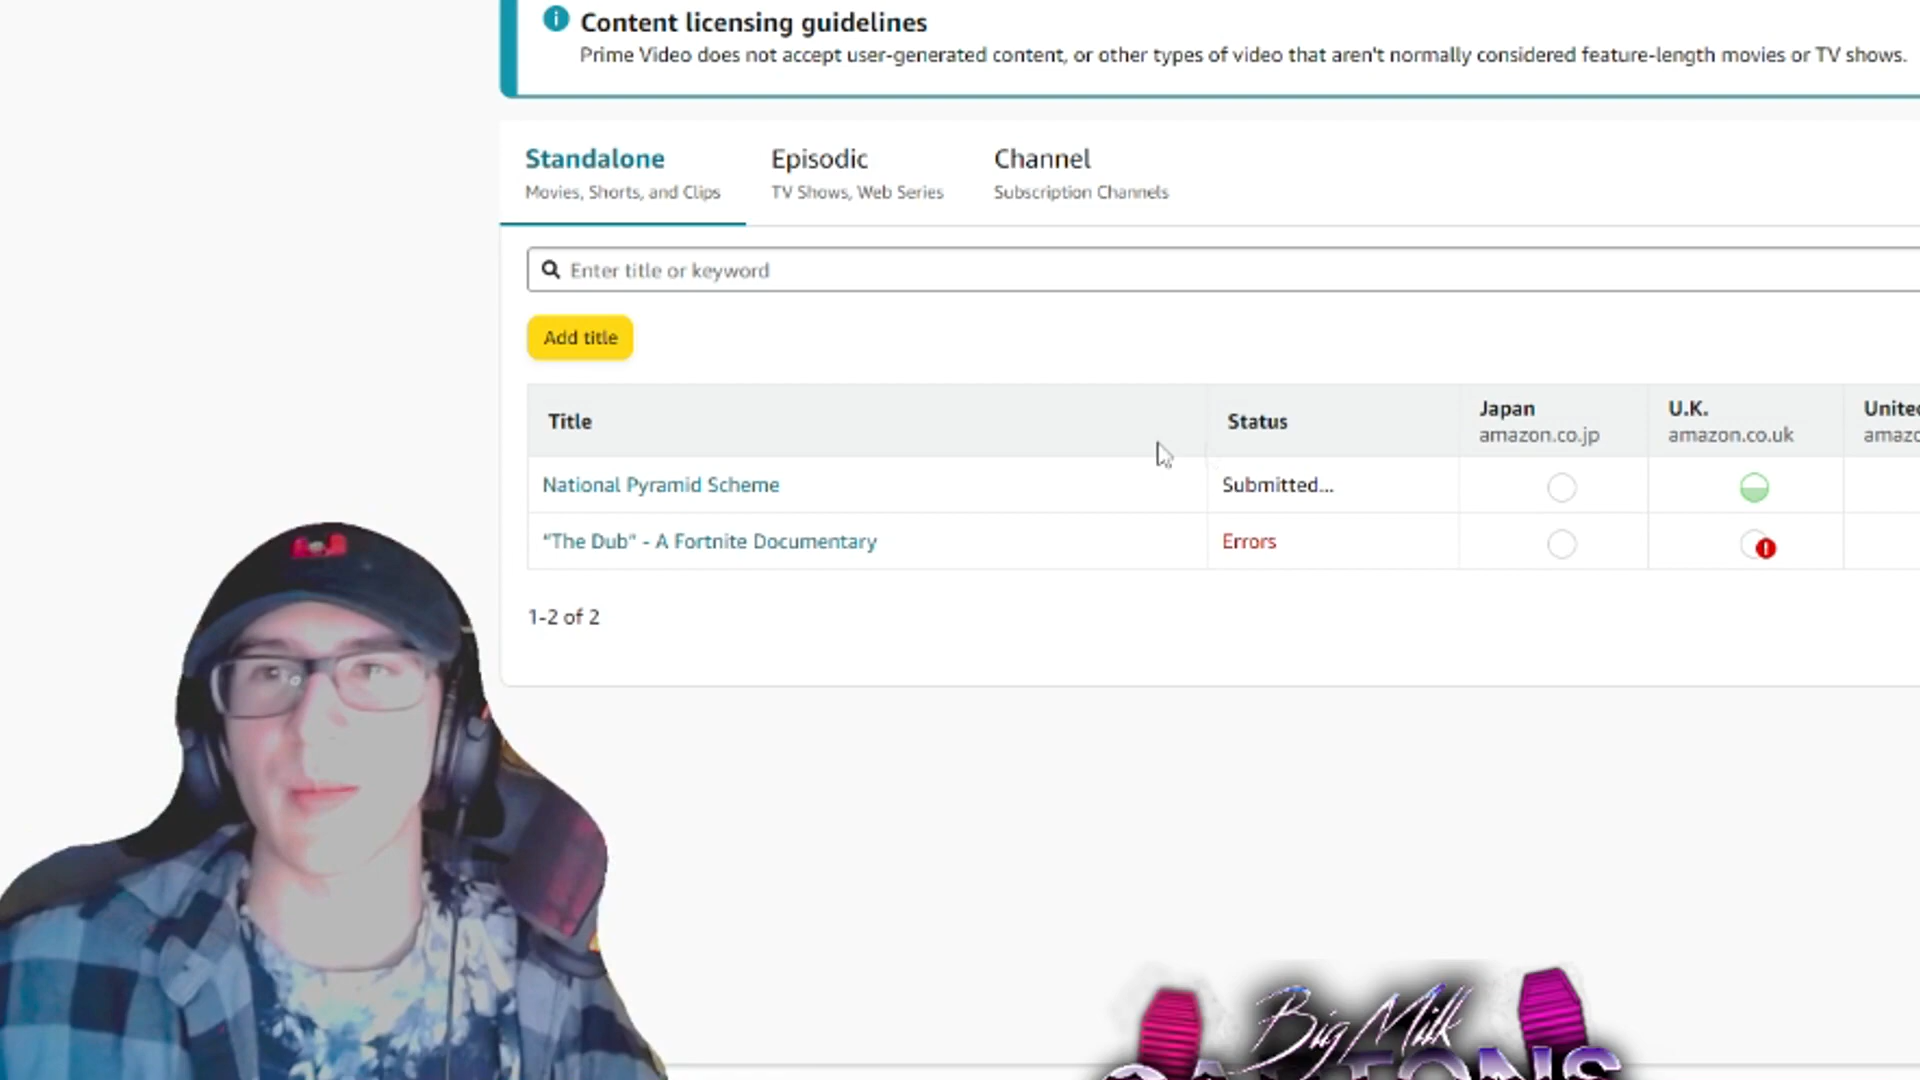 Content licensing guidelines
Prime Video does not accept user-generated content, or other types of video that aren't normally considered feature-length movies or TV shows.
Standalone
Movies, Shorts, and Clips
Episodic
TV Shows, Web Series
Channel
Subscription Channels
Enter title or keyword
Add title
Title
Status
Japan
amazon.co.jp
U.K.
amazon.co.uk
National Pyramid Scheme
Submitted...
"The Dub" - A Fortnite Documentary
Errors
1-2 of 2
Big Milk